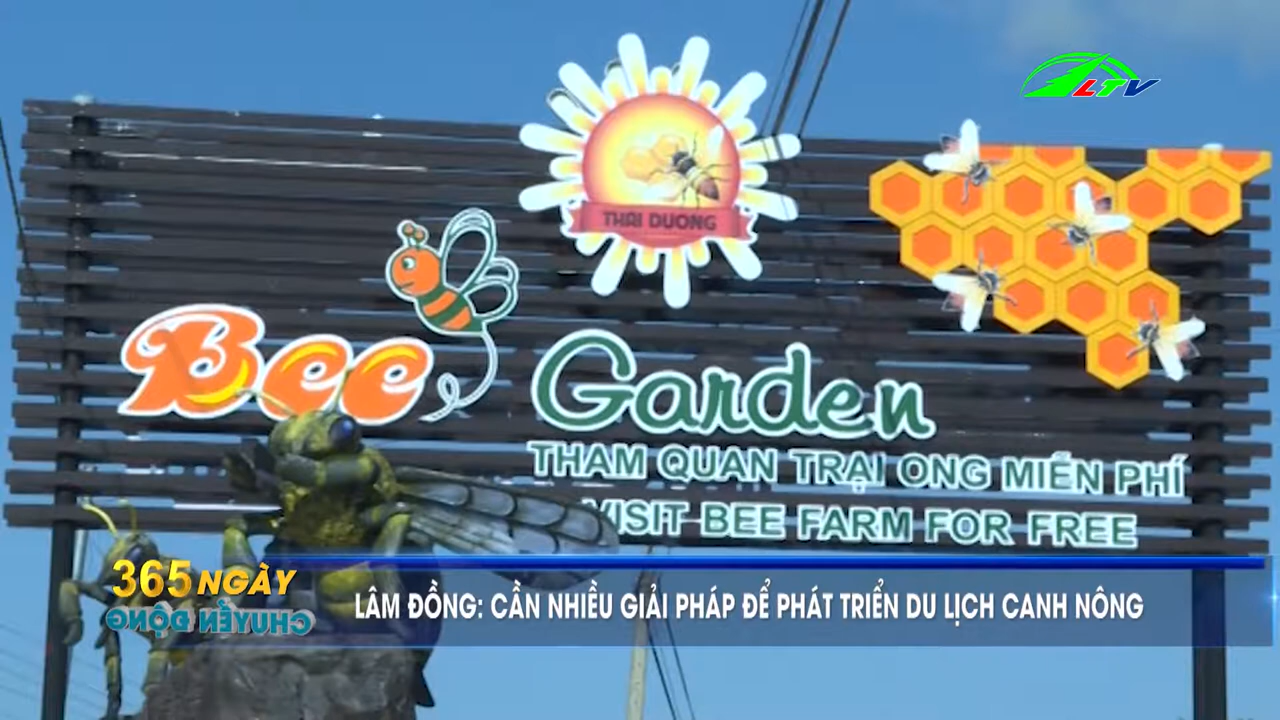 LTV
THAI DUONG
Bee Garden
THAM QUAN TRẠI ONG MIỄN PHÍ
VISIT BEE FARM FOR FREE
365 NGÀY
CHUYỂN ĐỘNG
LÂM ĐỒNG: CẦN NHIỀU GIẢI PHÁP ĐỂ PHÁT TRIỂN DU LỊCH CANH NÔNG